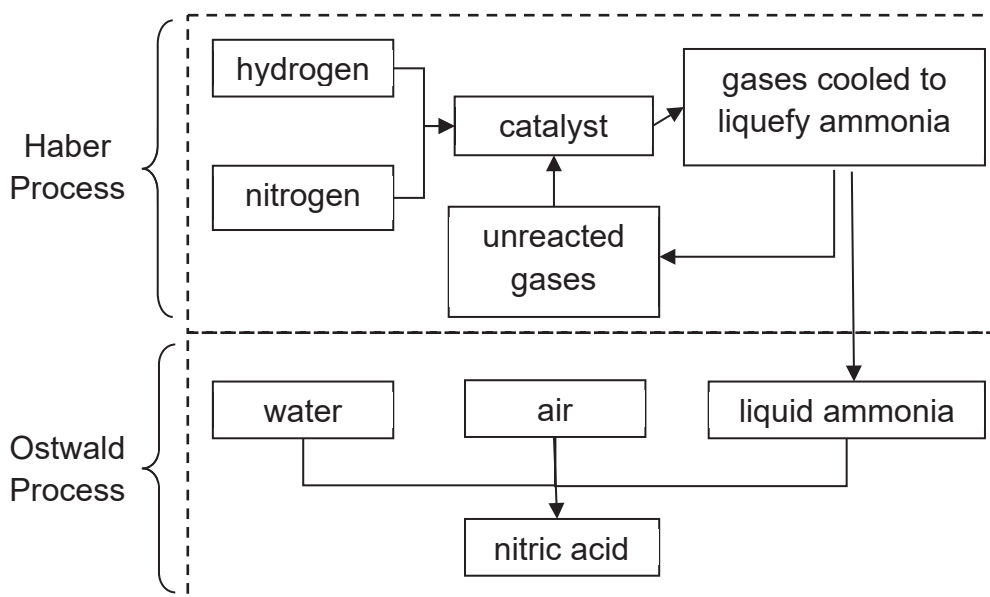 Haber
Process
hydrogen
nitrogen
catalyst
gases cooled to
liquefy ammonia
unreacted
gases
Ostwald
Process
water
air
liquid ammonia
nitric acid